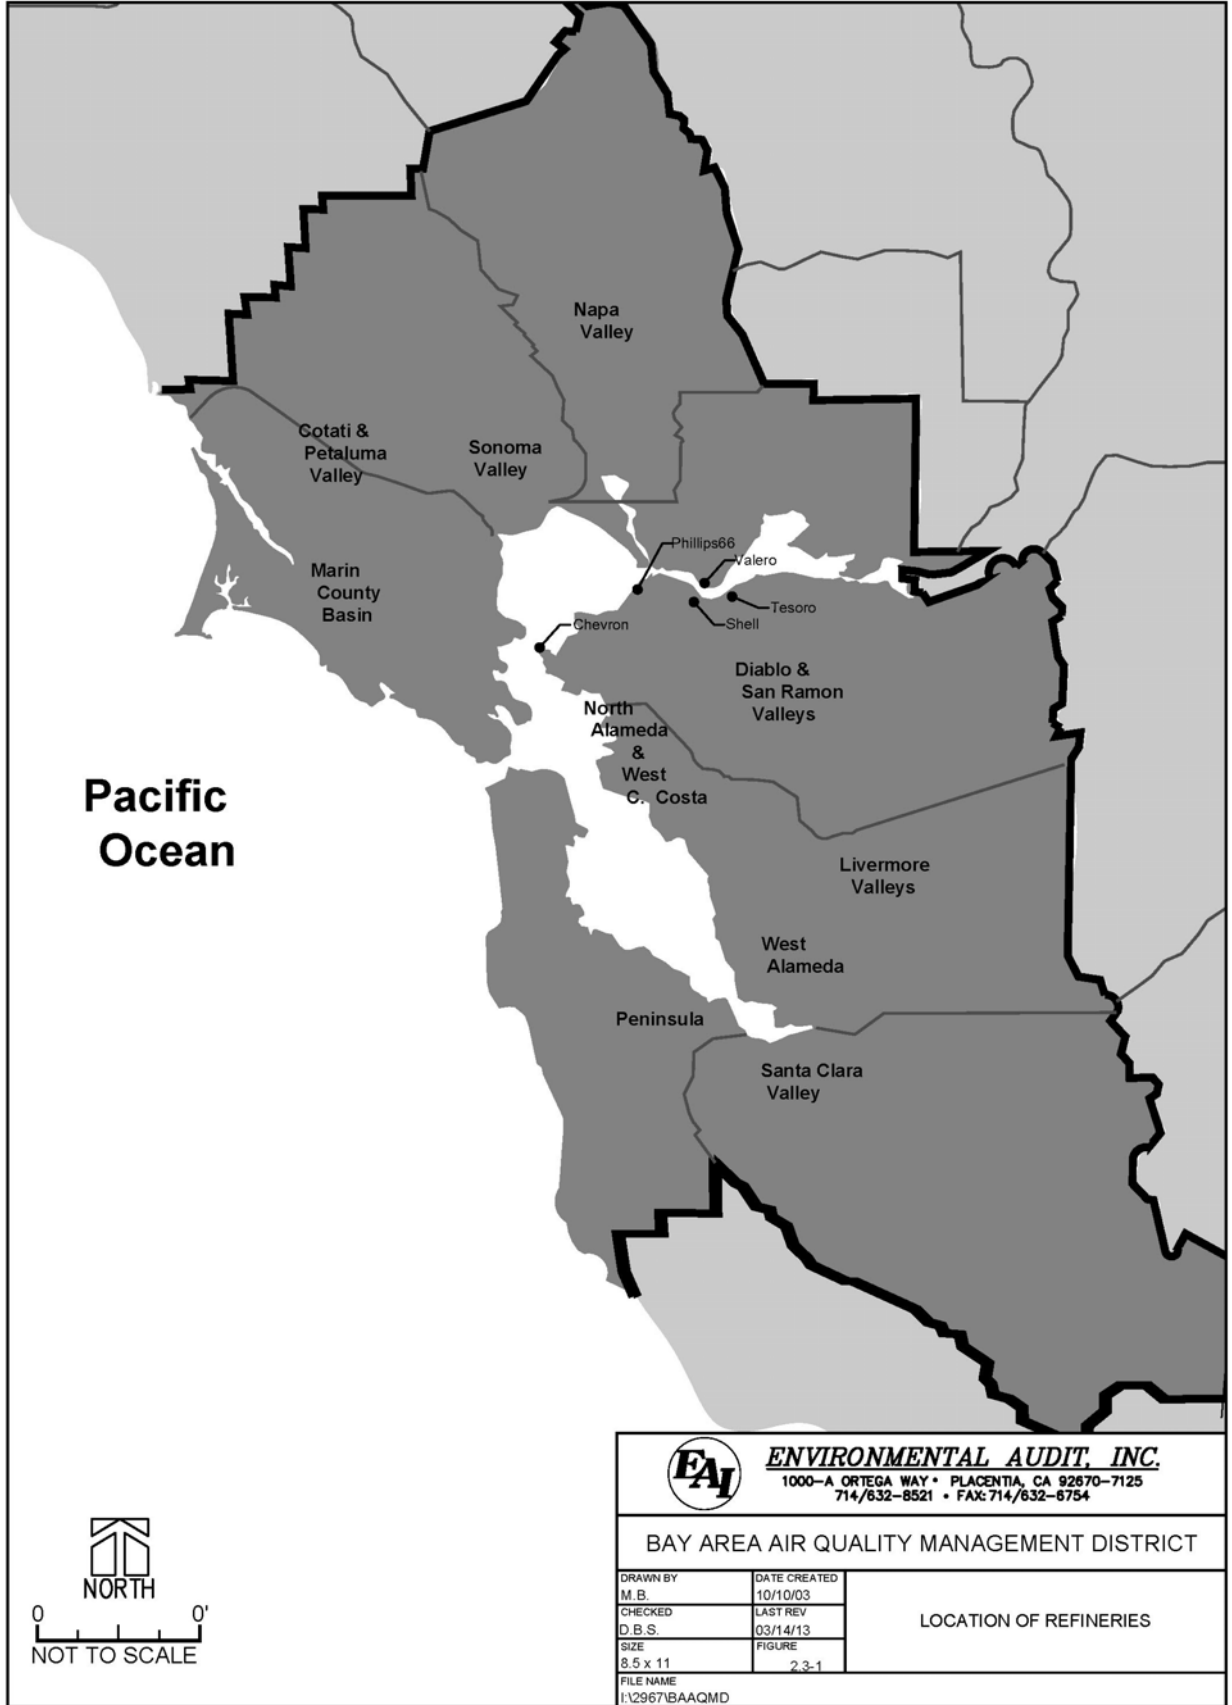 Napa
Valley
Cotati &
Petaluma
Valley
Sonoma
Valley
Phillips66
Valero
Marin
County
Basin
Tesoro
Shell
Chevron
Diablo &
San Ramon
Valleys
North
Alameda
&
West
C. Costa
Pacific
Ocean
Livermore
Valleys
West
Alameda
Peninsula
Santa Clara
Valley
EAI
ENVIRONMENTAL AUDIT, INC.
1000-A ORTEGA WAY • PLACENTIA, CA 92670-7125
714/632-8521 • FAX: 714/632-6754
BAY AREA AIR QUALITY MANAGEMENT DISTRICT
DRAWN BY
M.B.
DATE CREATED
10/10/03
CHECKED
D.B.S.
LAST REV
03/14/13
SIZE
8.5 x 11
FIGURE
2.3-1
LOCATION OF REFINERIES
FILE NAME
I:\2967\BAAQMD
NORTH
0 0'
NOT TO SCALE